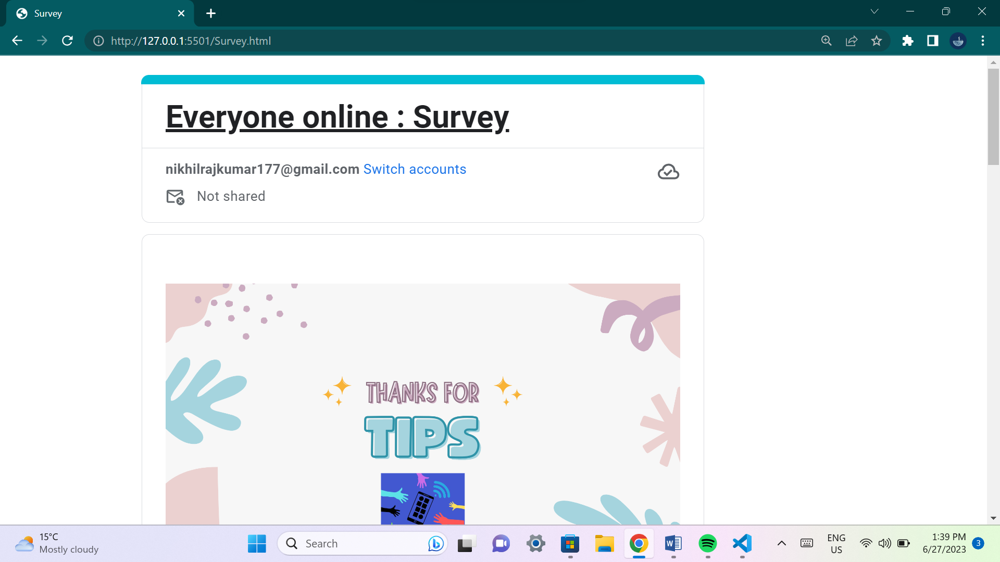 Survey
http://127.0.0.1:5501/Survey.html
Everyone online : Survey
nikhilrajkumar177@gmail.com Switch accounts
Not shared
THANKS FOR
TIPS
15°C
Mostly cloudy
Search
ENG
US
1:39 PM
6/27/2023
3